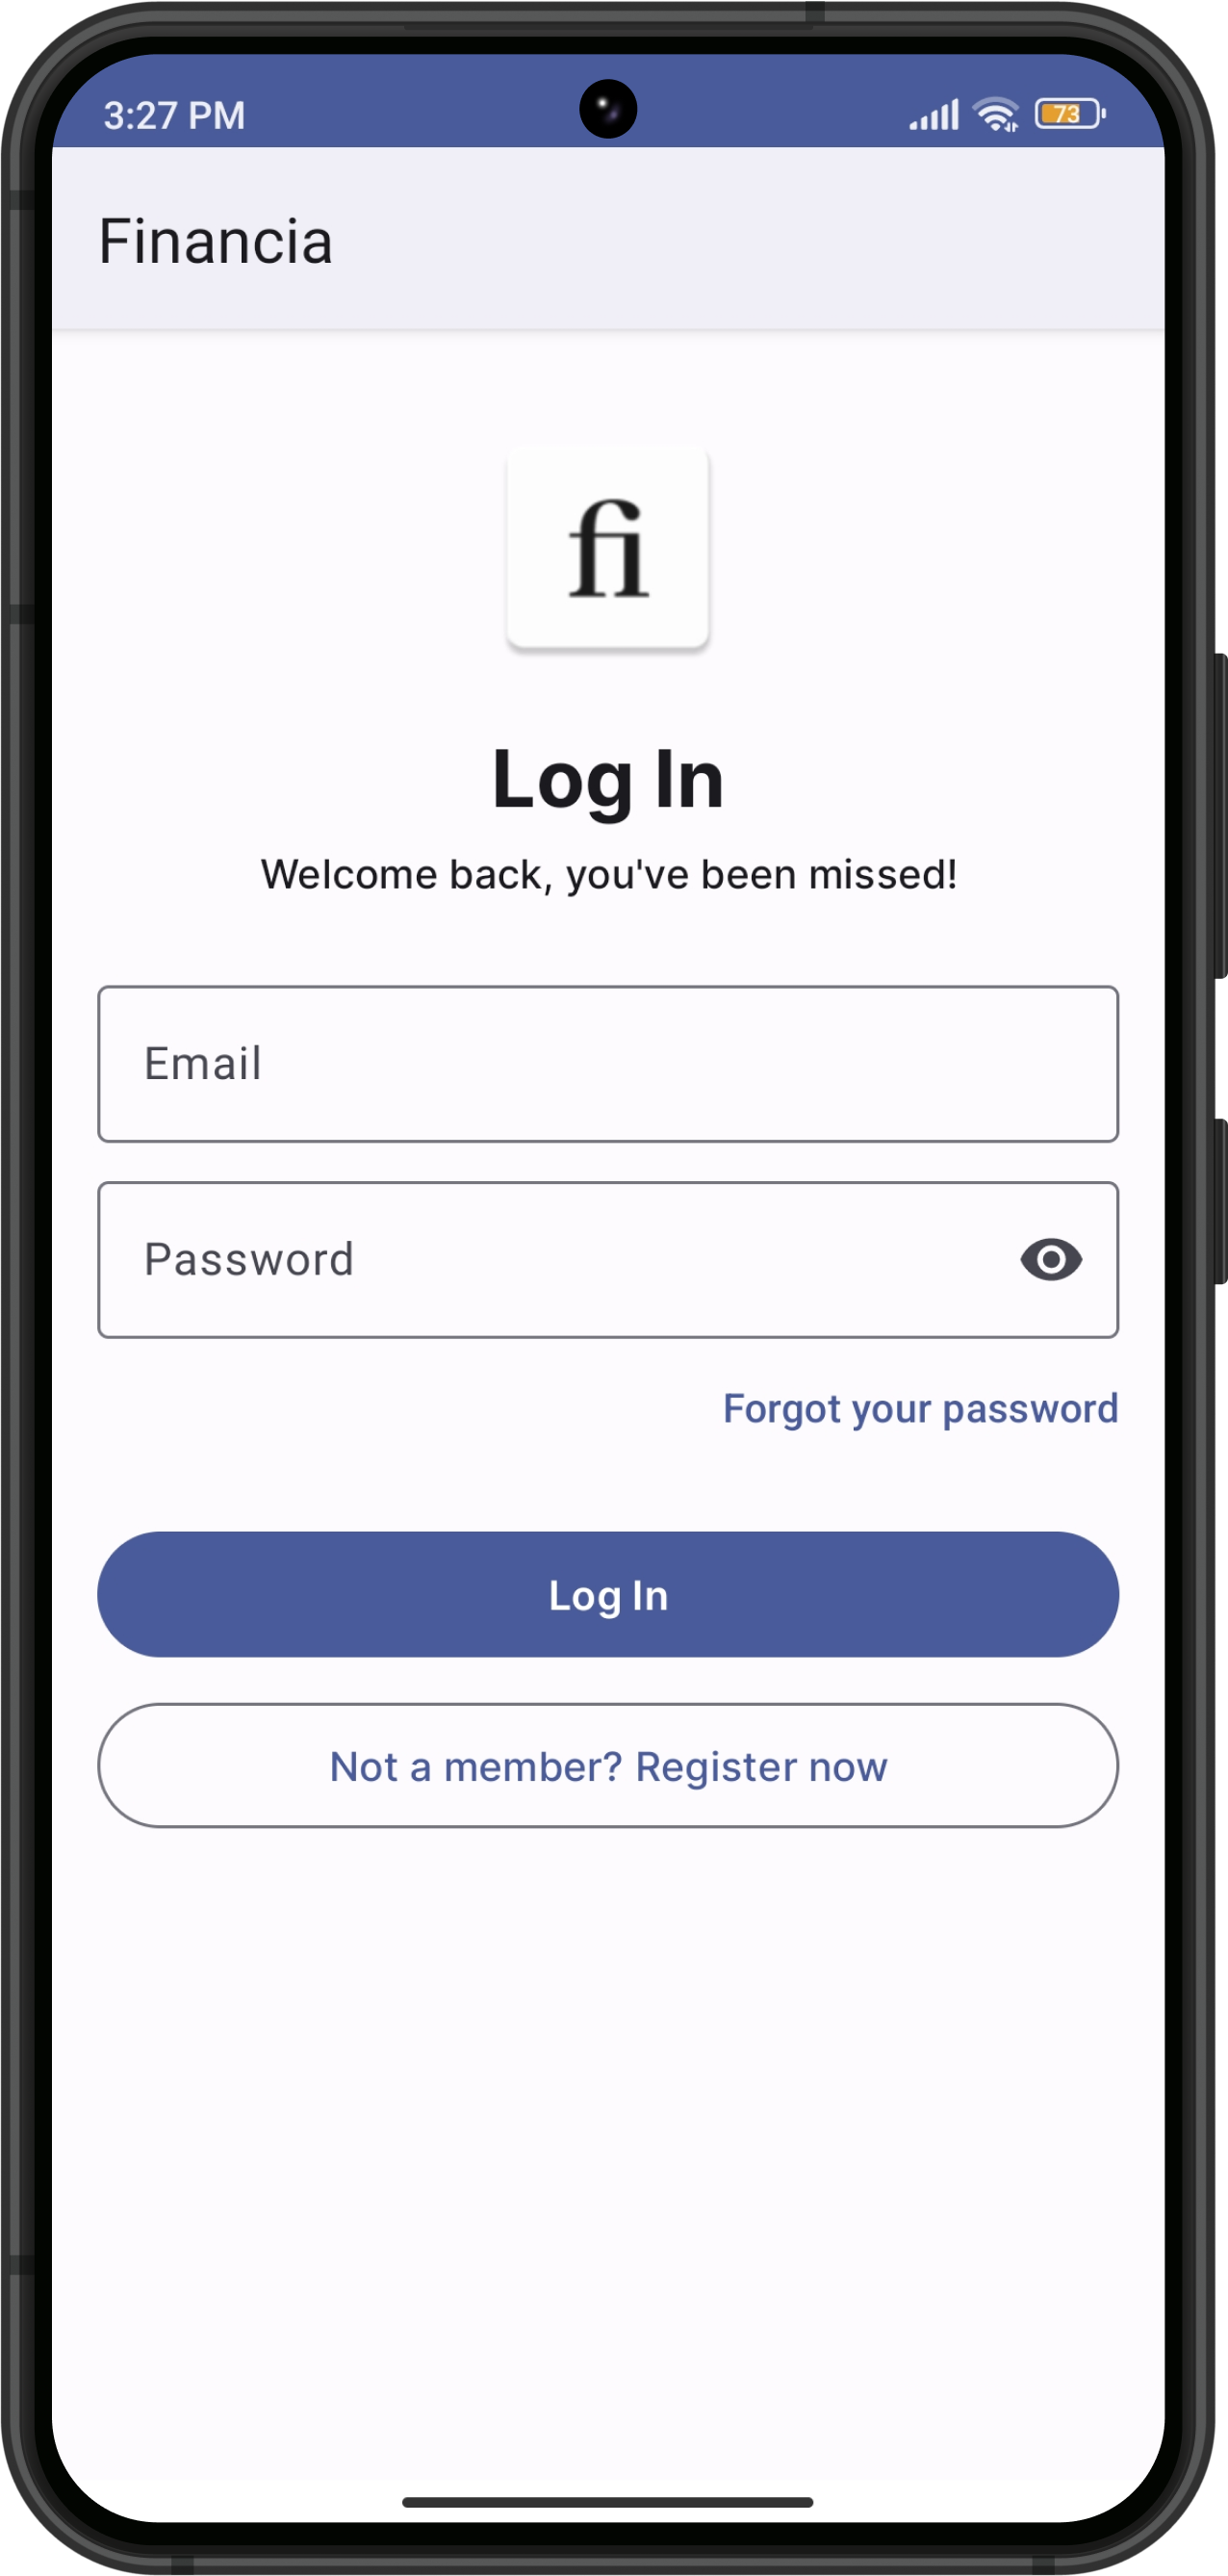 3:27 PM 73
Financia
fi
Log In
Welcome back, you've been missed!
Email
Password
Forgot your password
Log In
Not a member? Register now